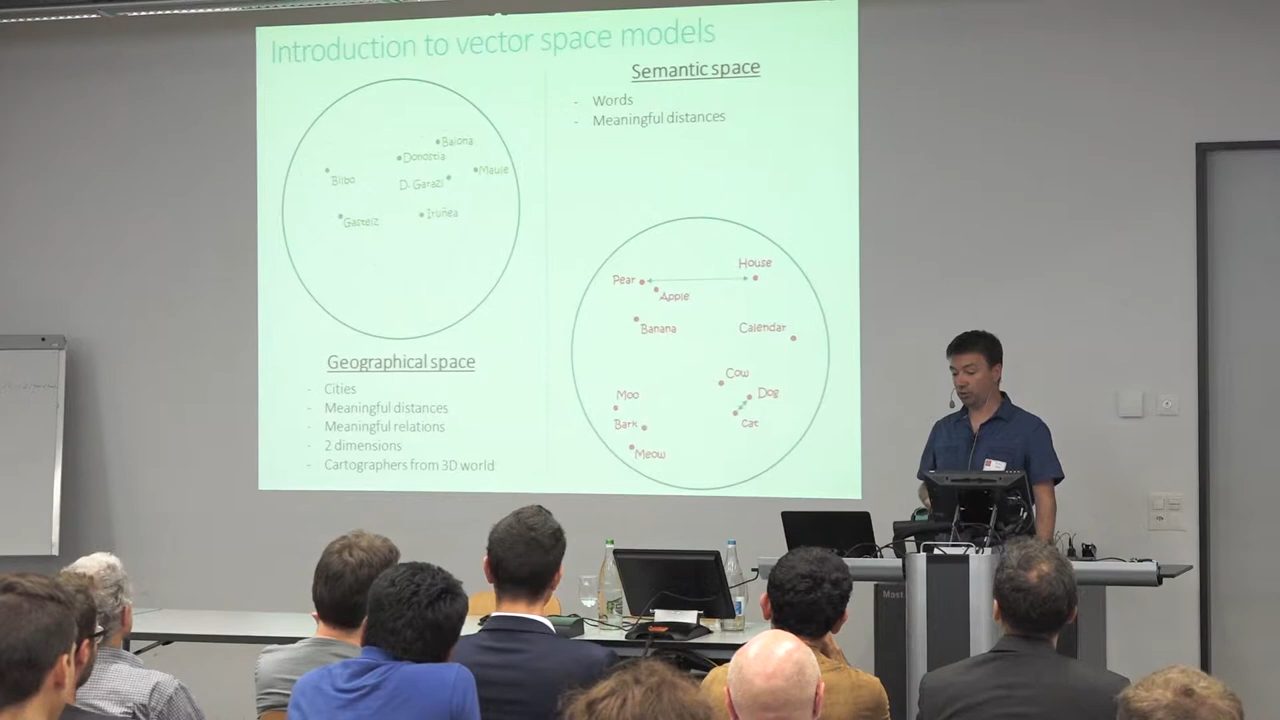 Introduction to vector space models
Baiona
Donostia
Bilbo
D. Garazi
Maule
Gasteiz
Iruñea
Geographical space
- Cities
- Meaningful distances
- Meaningful relations
- 2 dimensions
- Cartographers from 3D world
Semantic space
- Words
- Meaningful distances
House
Pear
Apple
Banana
Calendar
Cow
Moo
Dog
Bark
Cat
Meow
Mast